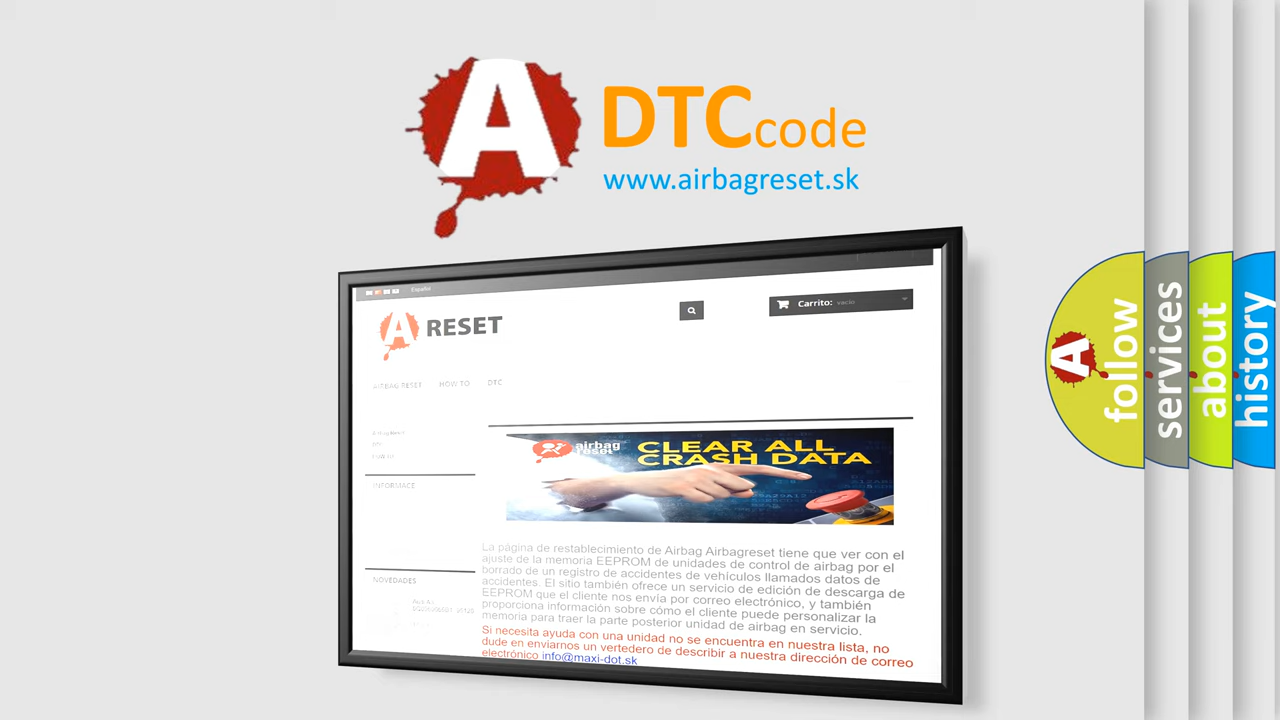 A
DTC code
www.airbagreset.sk
Español
A RESET
Carrito: vacío
AIRBAG RESET HOW TO DTC
INFORMACE
NOVEDADES
airbag
reset
CLEAR ALL
CRASH DATA
La página de restablecimiento de Airbag Airbagreset tiene que ver con el
ajuste de la memoria EEPROM de unidades de control de airbag por el
borrado de un registro de accidentes de vehículos llamados datos de
accidentes. El sitio también ofrece un servicio de edición de descarga de
EEPROM que el cliente nos envía por correo electrónico, y también
proporciona información sobre cómo el cliente puede personalizar la
memoria para traer la parte posterior unidad de airbag en servicio.
Si necesita ayuda con una unidad no se encuentra en nuestra lista, no
dude en enviarnos un vertedero de describir a nuestra dirección de correo
electrónico info@maxi-dot.sk
A
follow
services
about
history